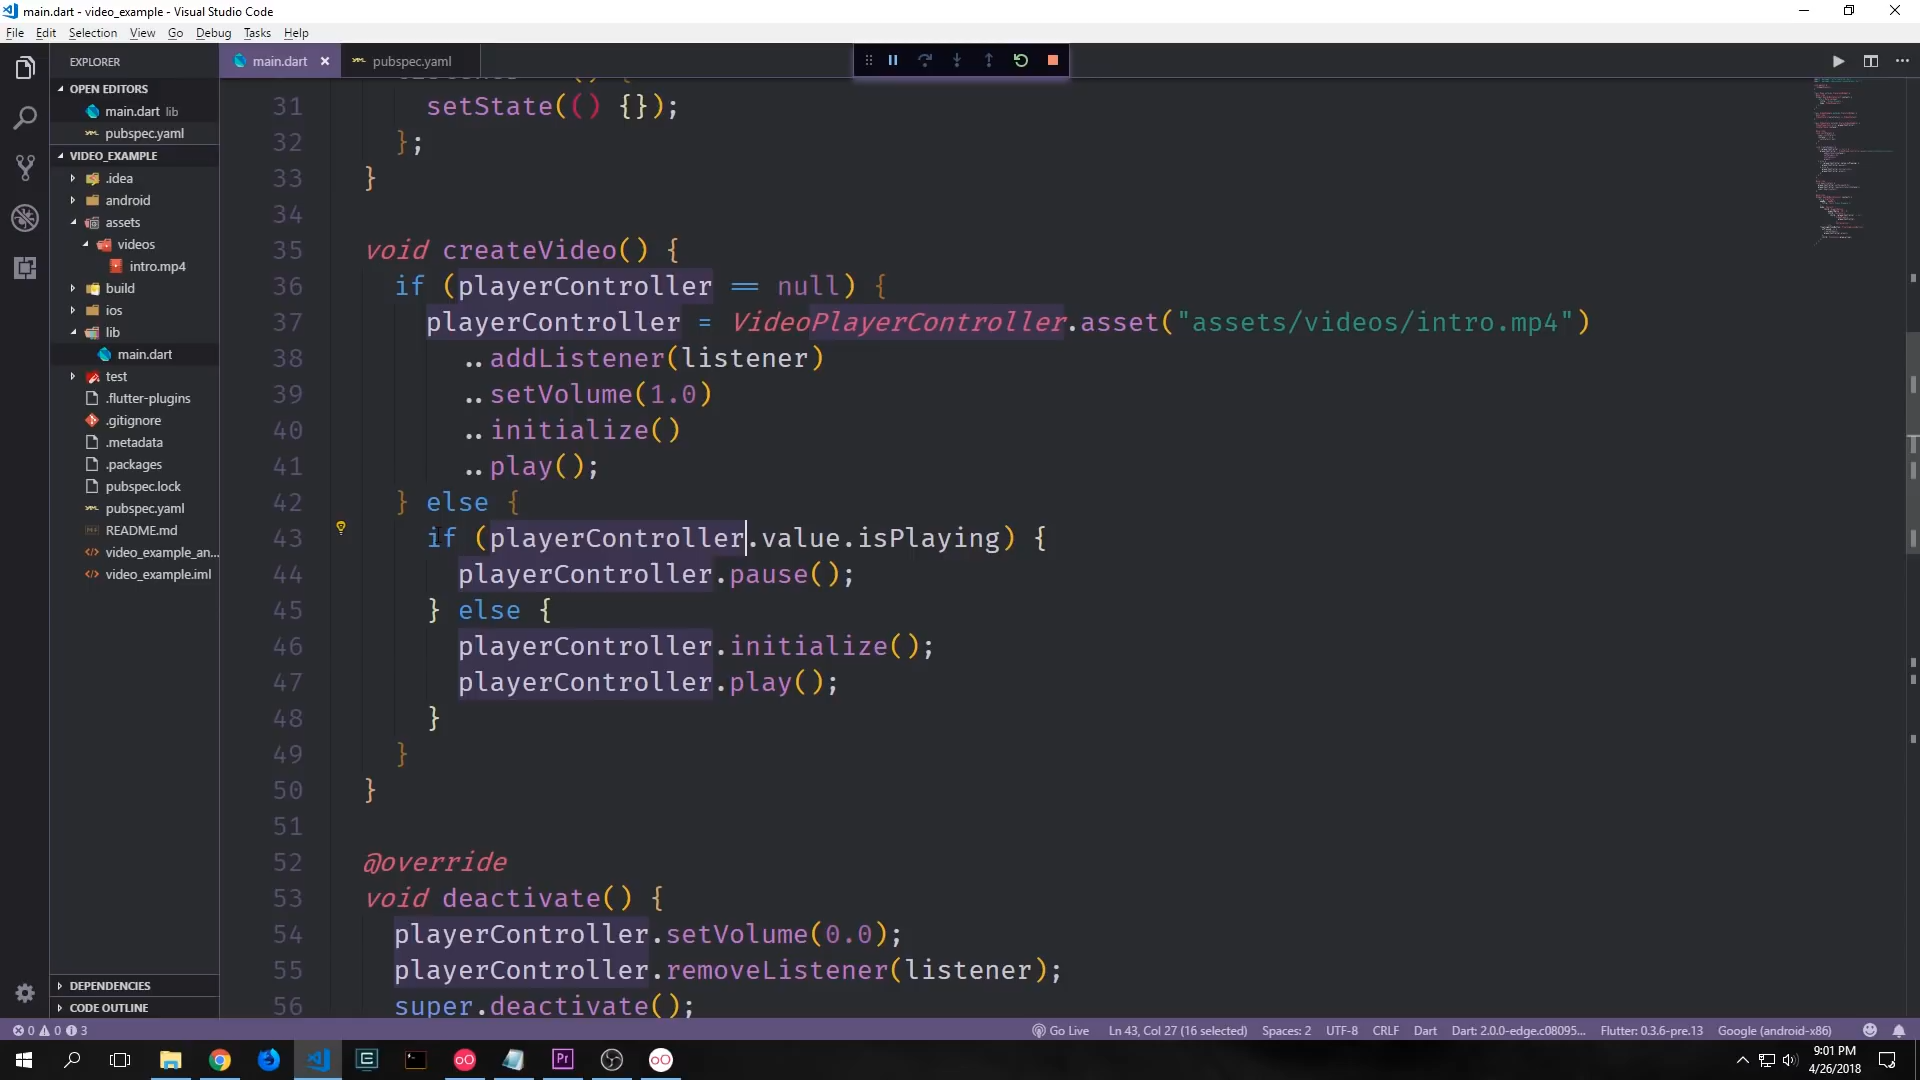 main.dart - video_example - Visual Studio Code
File Edit Selection View Go Debug Tasks Help
EXPLORER
main.dart
pubspec.yaml
OPEN EDITORS
main.dart lib
pubspec.yaml
VIDEO_EXAMPLE
.idea
android
assets
videos
intro.mp4
build
ios
lib
main.dart
test
.flutter-plugins
.gitignore
.metadata
.packages
pubspec.lock
pubspec.yaml
README.md
video_example_an...
video_example.iml
DEPENDENCIES
CODE OUTLINE
31 setState(() {});
32 };
33 }
34
35 void createVideo() {
36 if (playerController == null) {
37 playerController = VideoPlayerController.asset("assets/videos/intro.mp4")
38 ..addListener(listener)
39 ..setVolume(1.0)
40 ..initialize()
41 ..play();
42 } else {
43 if (playerController.value.isPlaying) {
44 playerController.pause();
45 } else {
46 playerController.initialize();
47 playerController.play();
48 }
49 }
50 }
51
52 @override
53 void deactivate() {
54 playerController.setVolume(0.0);
55 playerController.removeListener(listener);
56 super.deactivate();
0 0 3
Go Live Ln 43, Col 27 (16 selected) Spaces: 2 UTF-8 CRLF Dart Dart: 2.0.0-edge.c08095... Flutter: 0.3.6-pre.13 Google (android-x86)
9:01 PM
4/26/2018